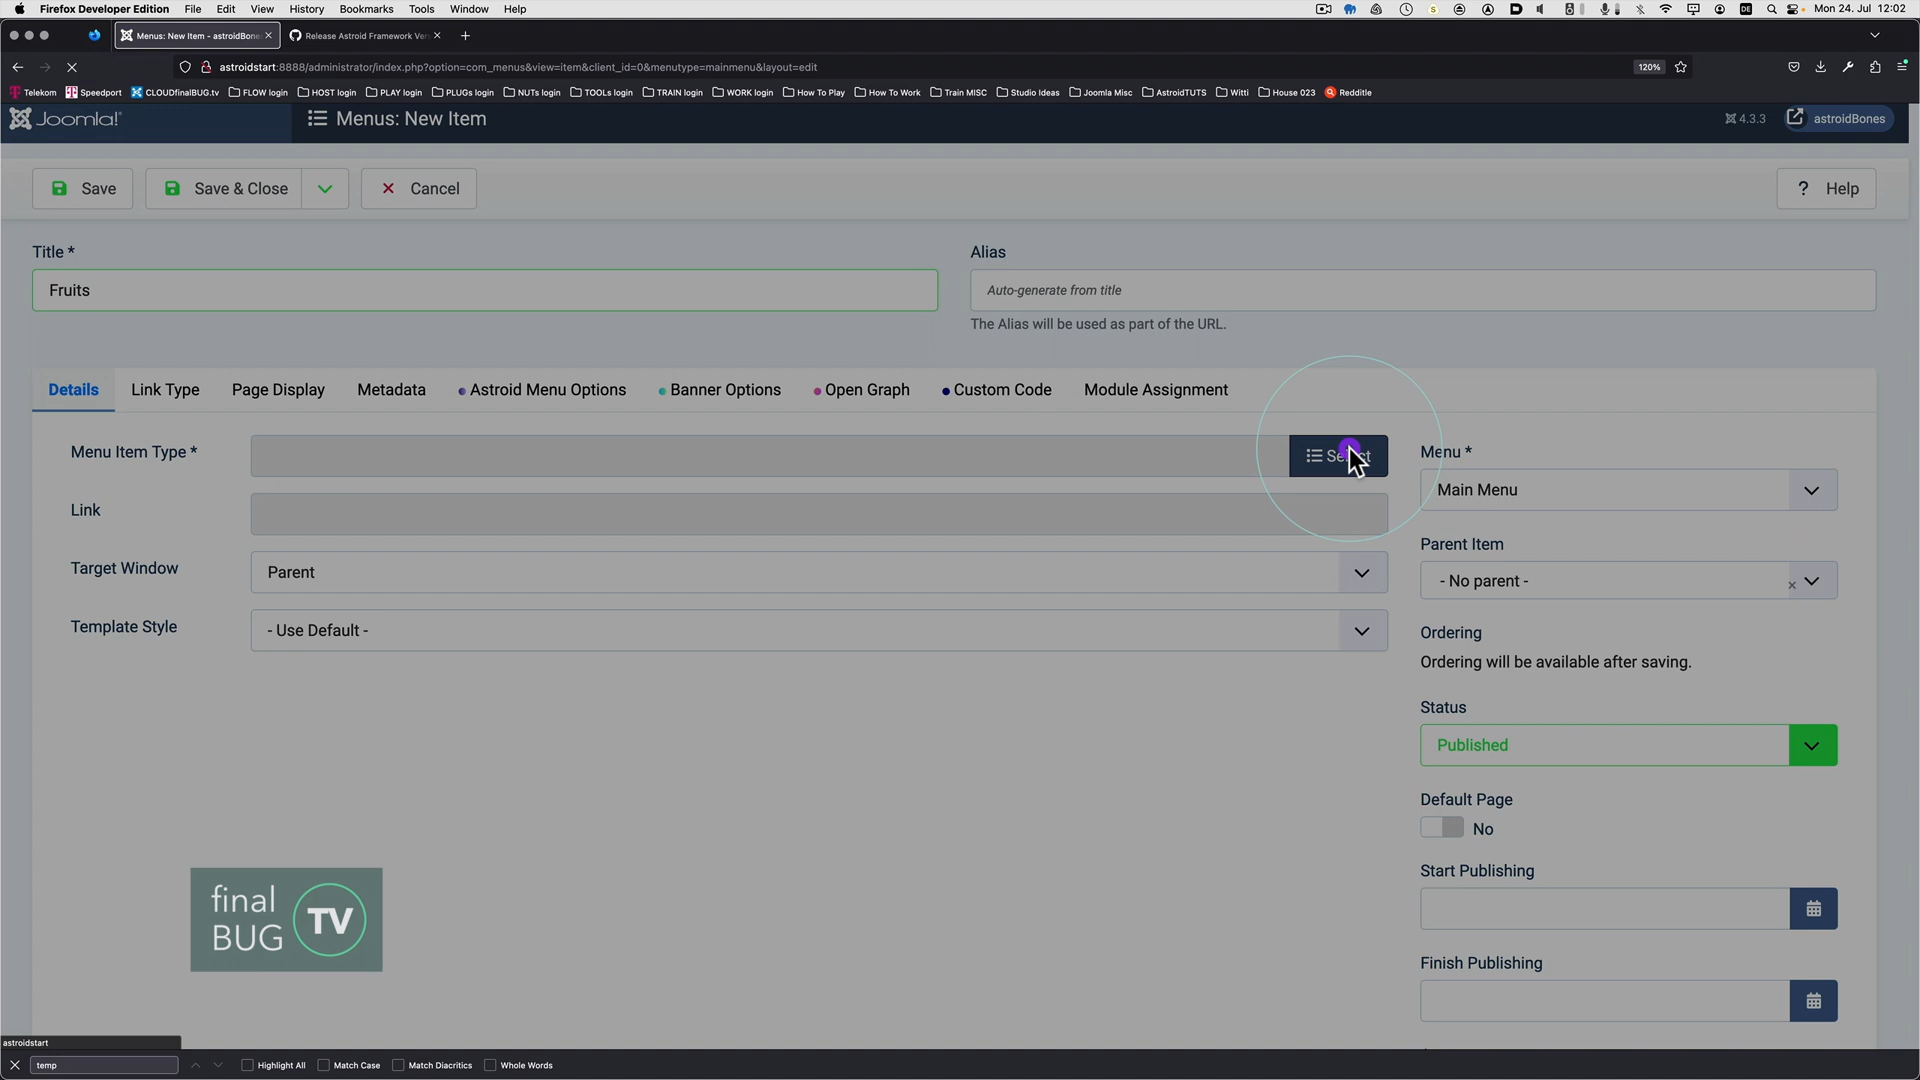 Firefox Developer Edition File Edit View History Bookmarks Tools Window Help
S DE Mon 24. Jul 12:02
Menus: New Item - astroidBone Release Astroid Framework Ver
astroidstart:8888/administrator/index.php?option=com_menus&view=item&client_id=0&menutype=mainmenu&layout=edit 120%
Telekom Speedport CLOUDfinalBUG.tv FLOW login HOST login PLAY login PLUGs login NUTs login TOOLs login TRAIN login WORK login How To Play How To Work Train MISC Studio Ideas Joomla Misc AstroidTUTS Witti House 023 Redditle
Joomla!® Menus: New Item 4.3.3 astroidBones
Save Save & Close Cancel ? Help
Title * Alias
Fruits Auto-generate from title
The Alias will be used as part of the URL.
Details Link Type Page Display Metadata Astroid Menu Options Banner Options Open Graph Custom Code Module Assignment
Menu Item Type * Select Menu *
Main Menu
Link
Parent Item
Target Window Parent
- No parent -
Template Style - Use Default -
Ordering
Ordering will be available after saving.
Status
Published
Default Page
No
Start Publishing
Finish Publishing
final
BUG
TV
astroidstart
temp Highlight All Match Case Match Diacritics Whole Words